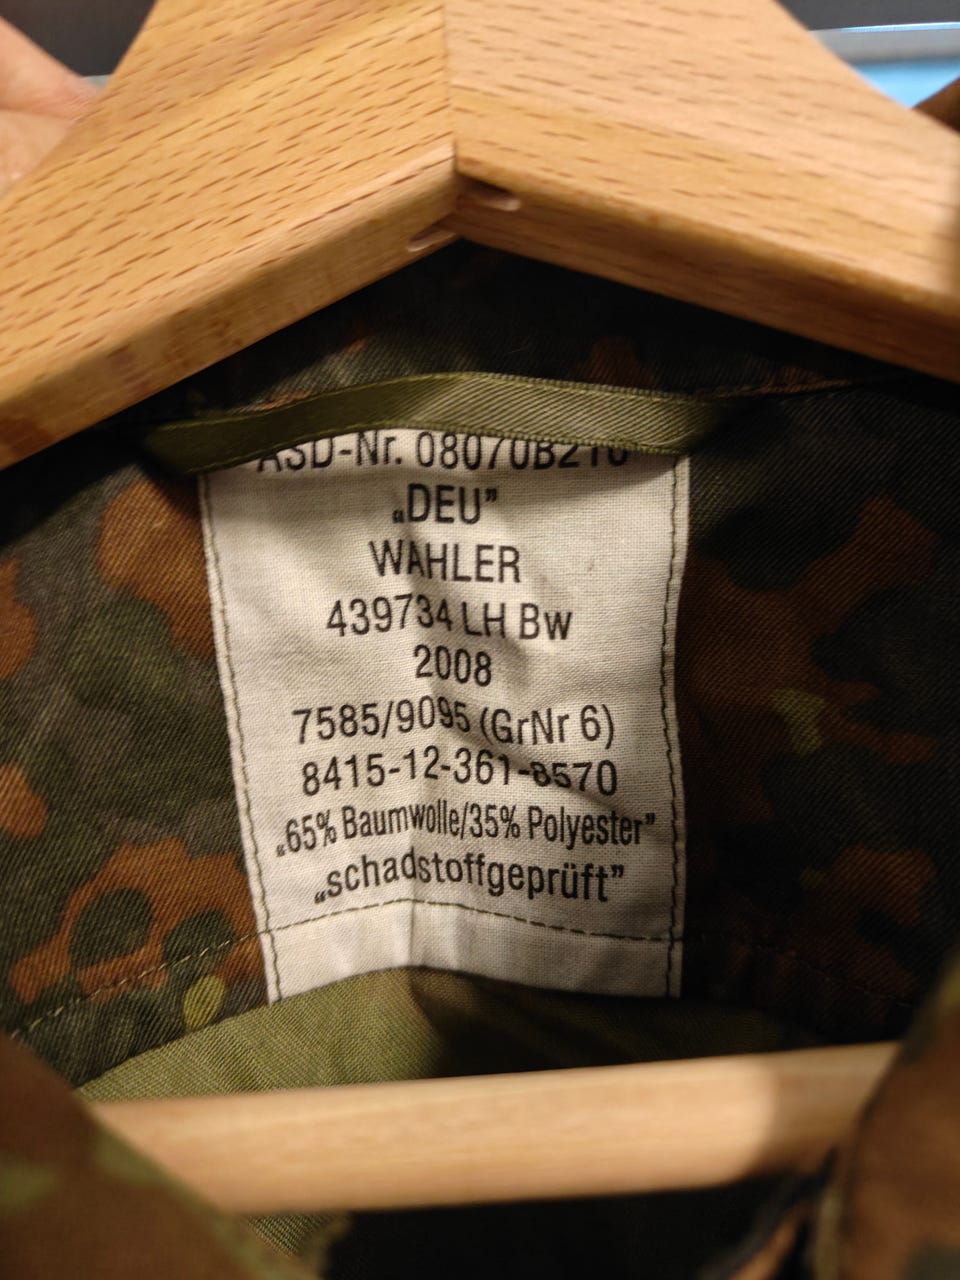 ASD-Nr. 08070B210
„DEU”
WAHLER
439734 LH Bw
2008
7585/9095 (GrNr 6)
8415-12-361-8570
„65% Baumwolle/35% Polyester”
„schadstoffgeprüft”